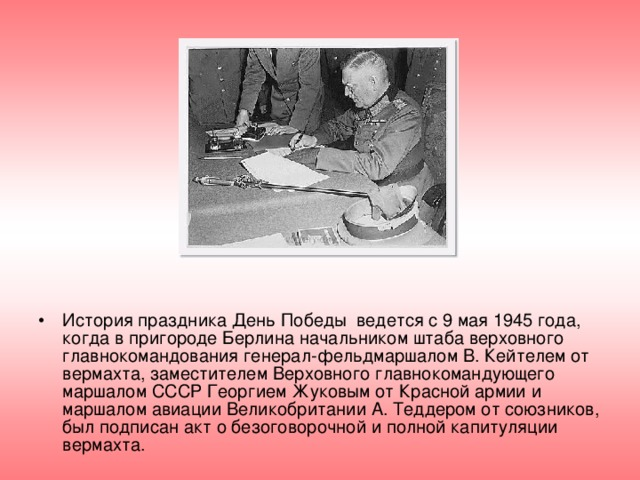 • История праздника День Победы ведется с 9 мая 1945 года,
когда в пригороде Берлина начальником штаба верховного
главнокомандования генерал-фельдмаршалом В. Кейтелем от
вермахта, заместителем Верховного главнокомандующего
маршалом СССР Георгием Жуковым от Красной армии и
маршалом авиации Великобритании А. Теддером от союзников,
был подписан акт о безоговорочной и полной капитуляции
вермахта.